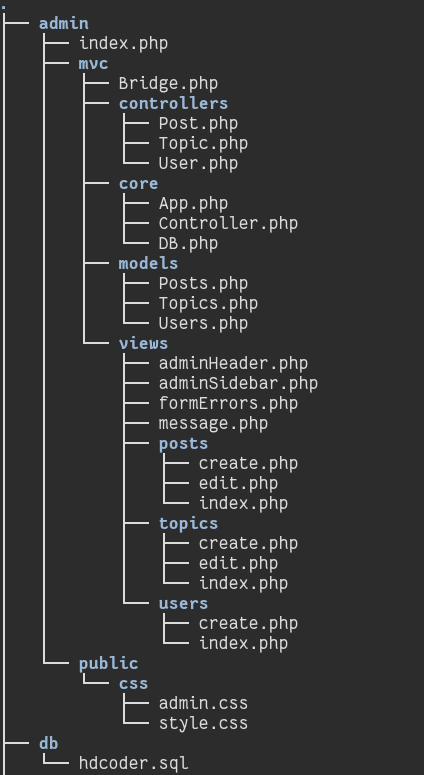 .
admin
index.php
mvc
Bridge.php
controllers
Post.php
Topic.php
User.php
core
App.php
Controller.php
DB.php
models
Posts.php
Topics.php
Users.php
views
adminHeader.php
adminSidebar.php
formErrors.php
message.php
posts
create.php
edit.php
index.php
topics
create.php
edit.php
index.php
users
create.php
index.php
public
css
admin.css
style.css
db
hdcoder.sql